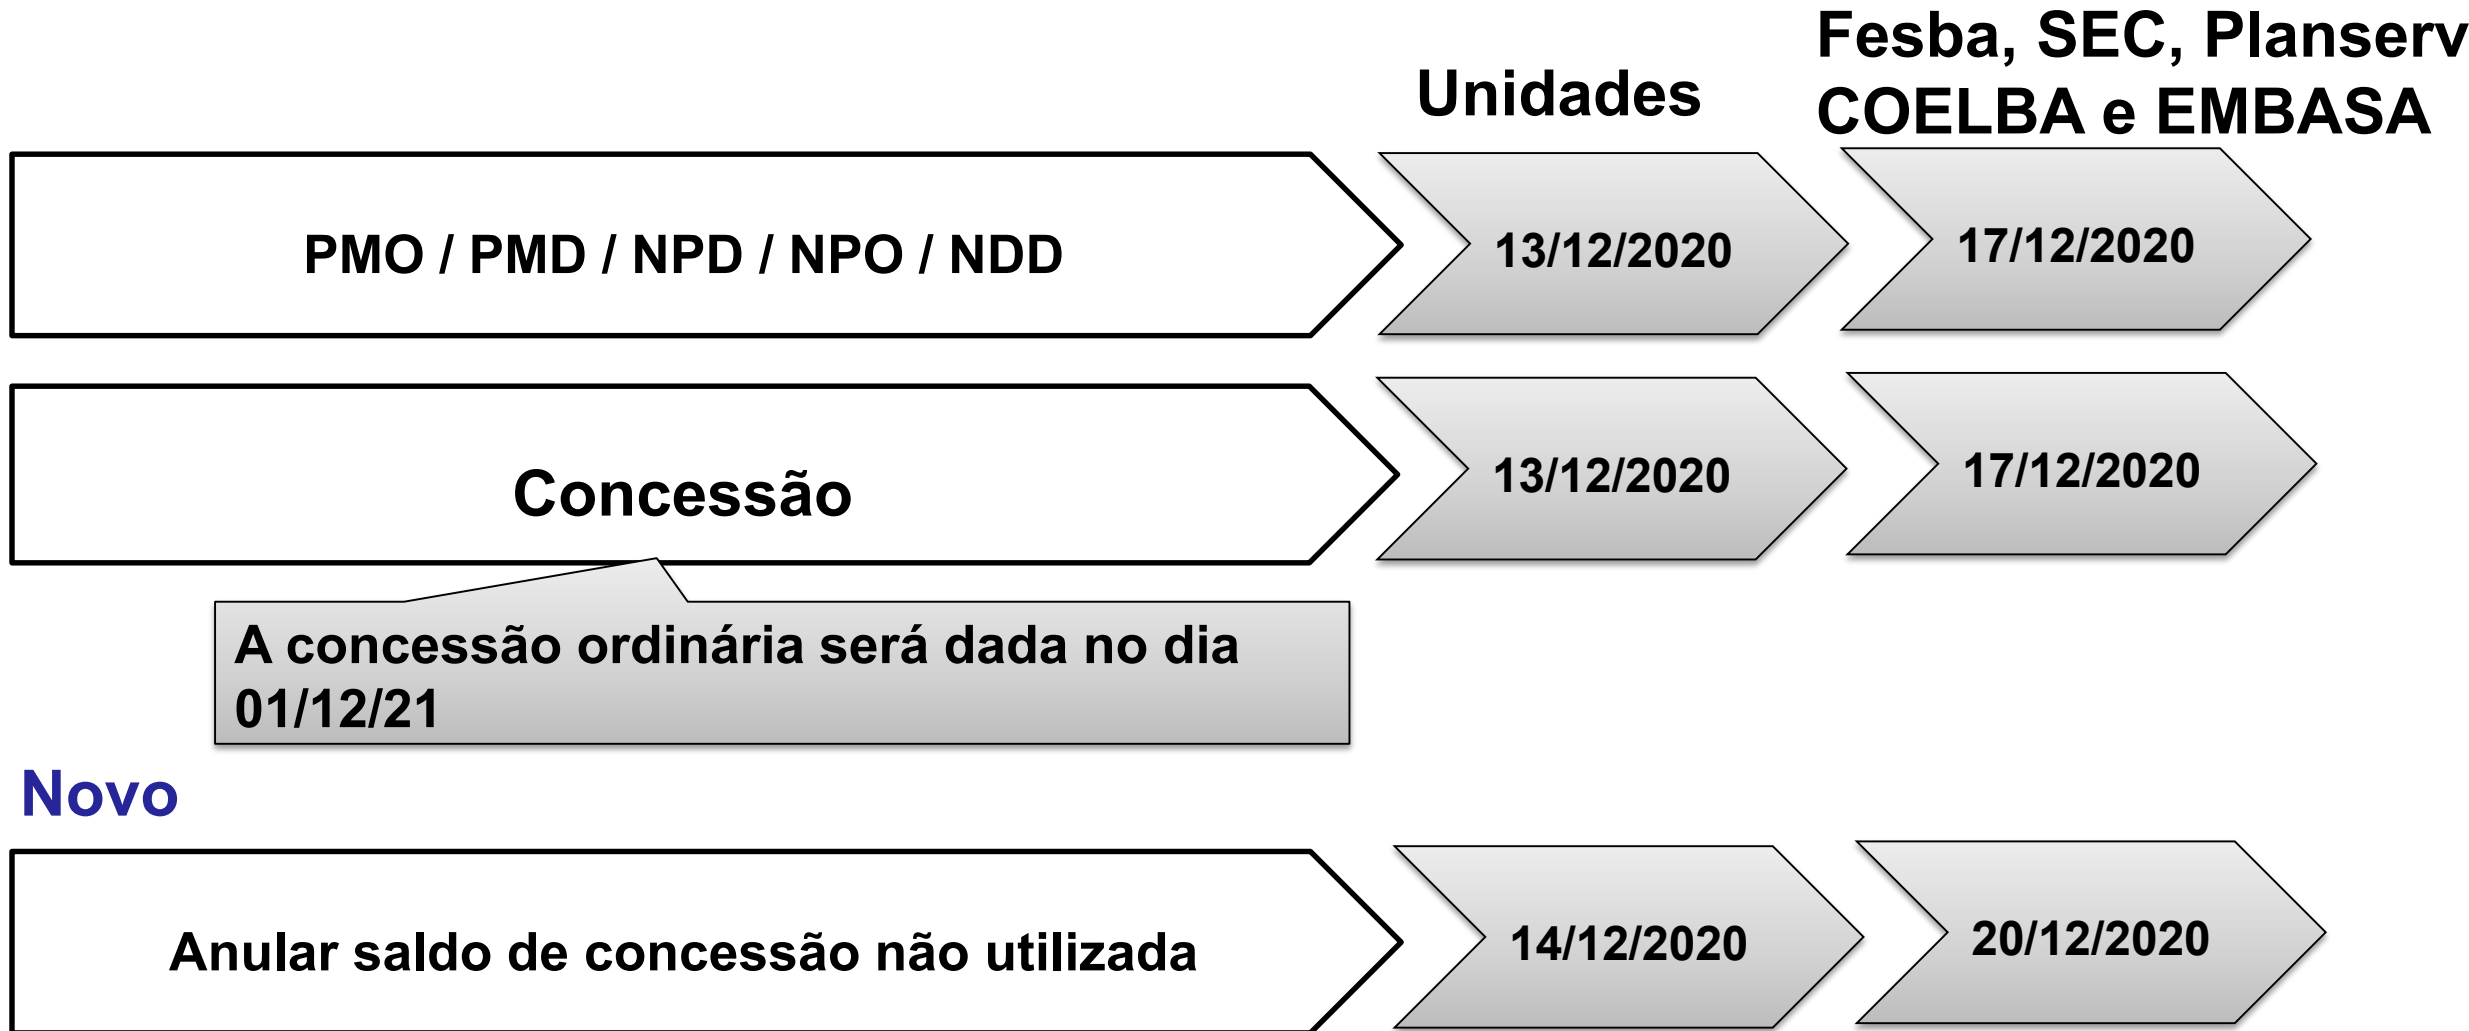 Fesba, SEC, Planserv
Unidades
COELBA e EMBASA
PMO / PMD / NPD / NPO / NDD
13/12/2020
17/12/2020
Concessão
13/12/2020
17/12/2020
A concessão ordinária será dada no dia
01/12/21
Novo
Anular saldo de concessão não utilizada
14/12/2020
20/12/2020